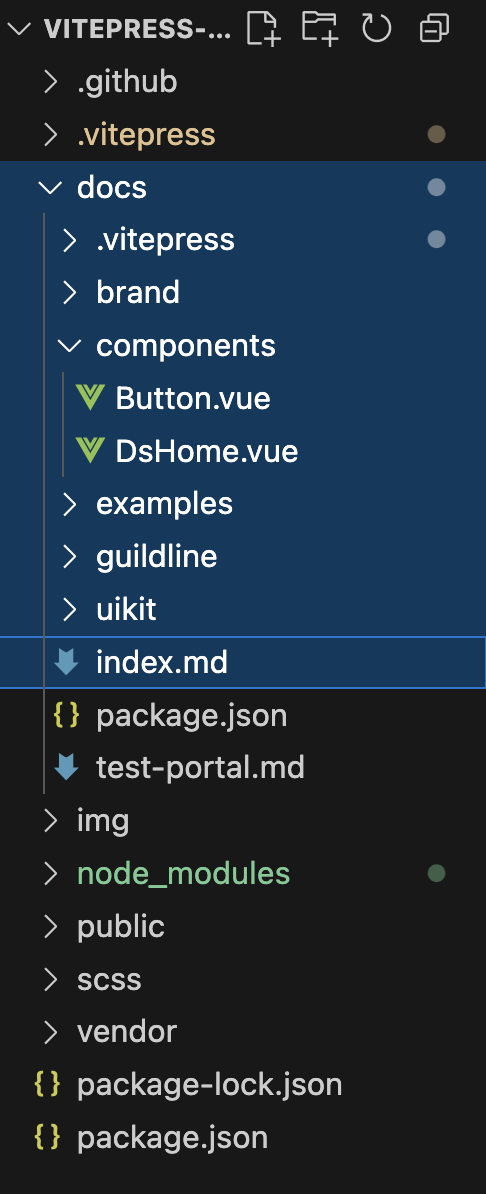 VITEPRESS-...
.github
.vitepress
docs
.vitepress
brand
components
Button.vue
DsHome.vue
examples
guildline
uikit
index.md
{} package.json
test-portal.md
img
node_modules
public
scss
vendor
{} package-lock.json
{} package.json